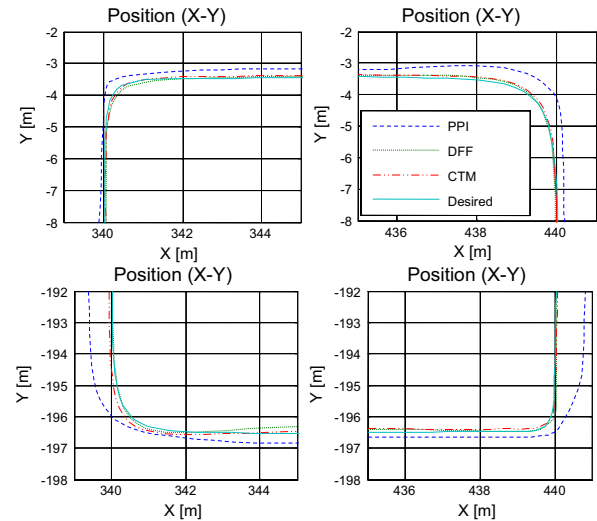 Position (X-Y)
-2
-3
-4
-5
-6
-7
-8
Y [m]
340
342
344
X [m]
Position (X-Y)
-2
-3
-4
-5
-6
-7
-8
Y [m]
PPI
DFF
CTM
Desired
436
438
440
X [m]
Position (X-Y)
-192
-193
-194
-195
-196
-197
-198
Y [m]
340
342
344
X [m]
Position (X-Y)
-192
-193
-194
-195
-196
-197
-198
Y [m]
436
438
440
X [m]